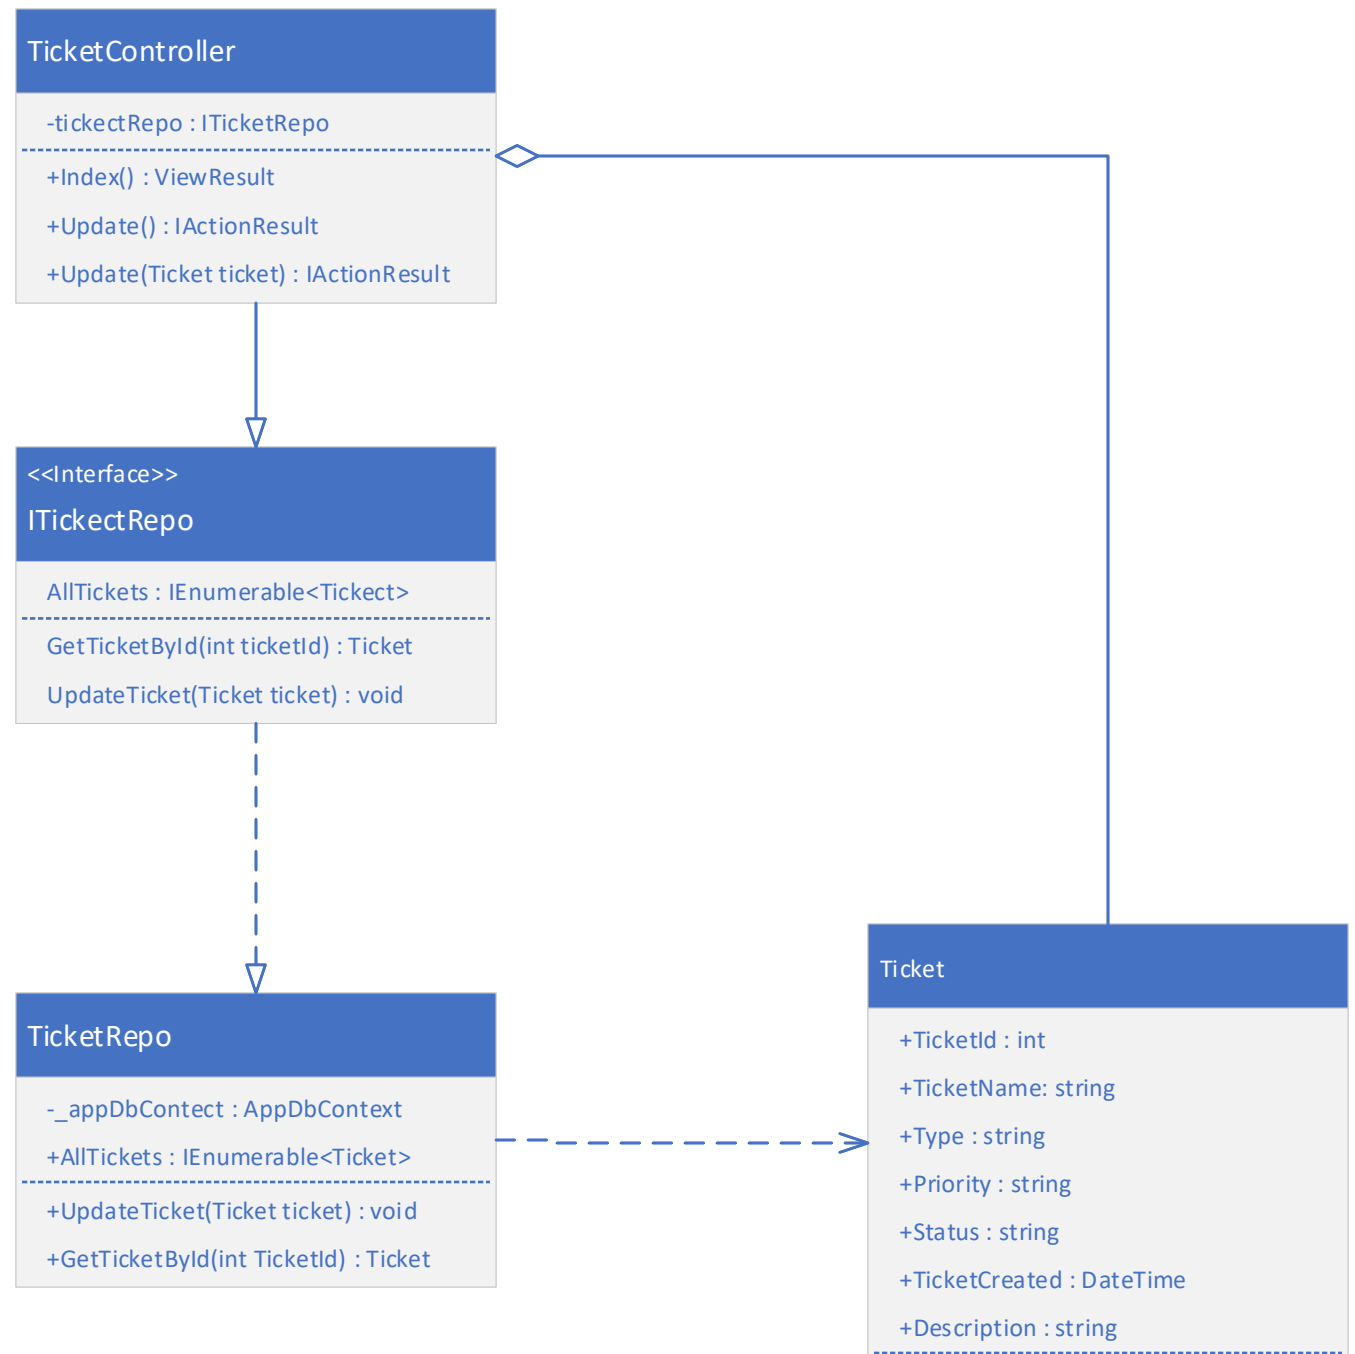 TicketController
-tickectRepo : ITicketRepo
+Index() : ViewResult
+Update() : IActionResult
+Update(Ticket ticket) : IActionResult
<<Interface>>
ITickectRepo
AllTickets : IEnumerable<Tickect>
GetTicketById(int ticketId) : Ticket
UpdateTicket(Ticket ticket) : void
TicketRepo
-_appDbContect : AppDbContext
+AllTickets : IEnumerable<Ticket>
+UpdateTicket(Ticket ticket) : void
+GetTicketById(int TicketId) : Ticket
Ticket
+TicketId : int
+TicketName: string
+Type : string
+Priority : string
+Status : string
+TicketCreated : DateTime
+Description : string